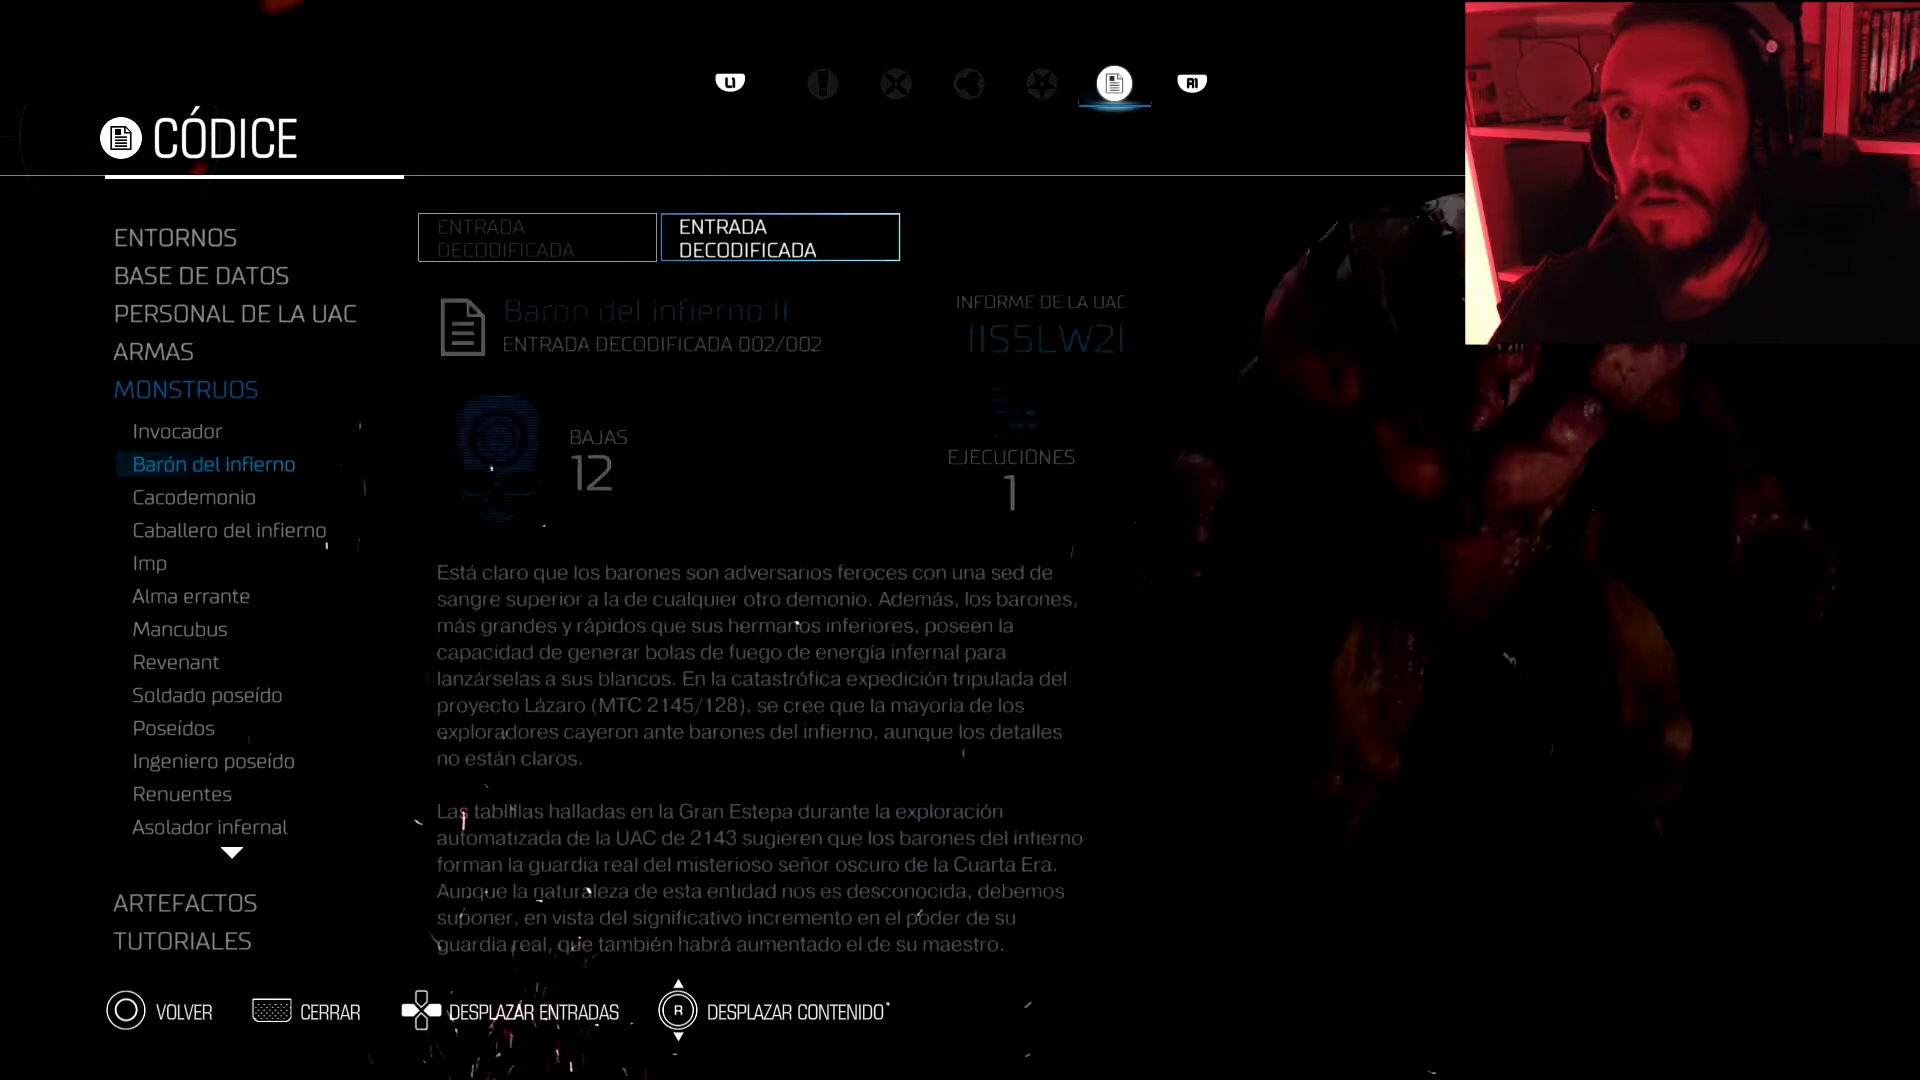 L1
R1
CÓDICE
ENTORNOS
BASE DE DATOS
PERSONAL DE LA UAC
ARMAS
MONSTRUOS
Invocador
Barón del infierno
Cacodemonio
Caballero del infierno
Imp
Alma errante
Mancubus
Revenant
Soldado poseído
Poseídos
Ingeniero poseído
Renuentes
Asolador infernal
ARTEFACTOS
TUTORIALES
ENTRADA
DECODIFICADA
ENTRADA
DECODIFICADA
Barón del infierno II
ENTRADA DECODIFICADA 002/002
INFORME DE LA UAC
IIS5LW2I
BAJAS
12
EJECUCIONES
1
Está claro que los barones son adversarios feroces con una sed de
sangre superior a la de cualquier otro demonio. Además, los barones,
más grandes y rápidos que sus hermanos inferiores, poseen la
capacidad de generar bolas de fuego de energía infernal para
lanzárselas a sus blancos. En la catastrófica expedición tripulada del
proyecto Lázaro (MTC 2145/128), se cree que la mayoría de los
exploradores cayeron ante barones del infierno, aunque los detalles
no están claros.
Las tablillas halladas en la Gran Estepa durante la exploración
automatizada de la UAC de 2143 sugieren que los barones del infierno
forman la guardia real del misterioso señor oscuro de la Cuarta Era.
Aunque la naturaleza de esta entidad nos es desconocida, debemos
suponer, en vista del significativo incremento en el poder de su
guardia real, que también habrá aumentado el de su maestro.
VOLVER
CERRAR
DESPLAZAR ENTRADAS
R
DESPLAZAR CONTENIDO